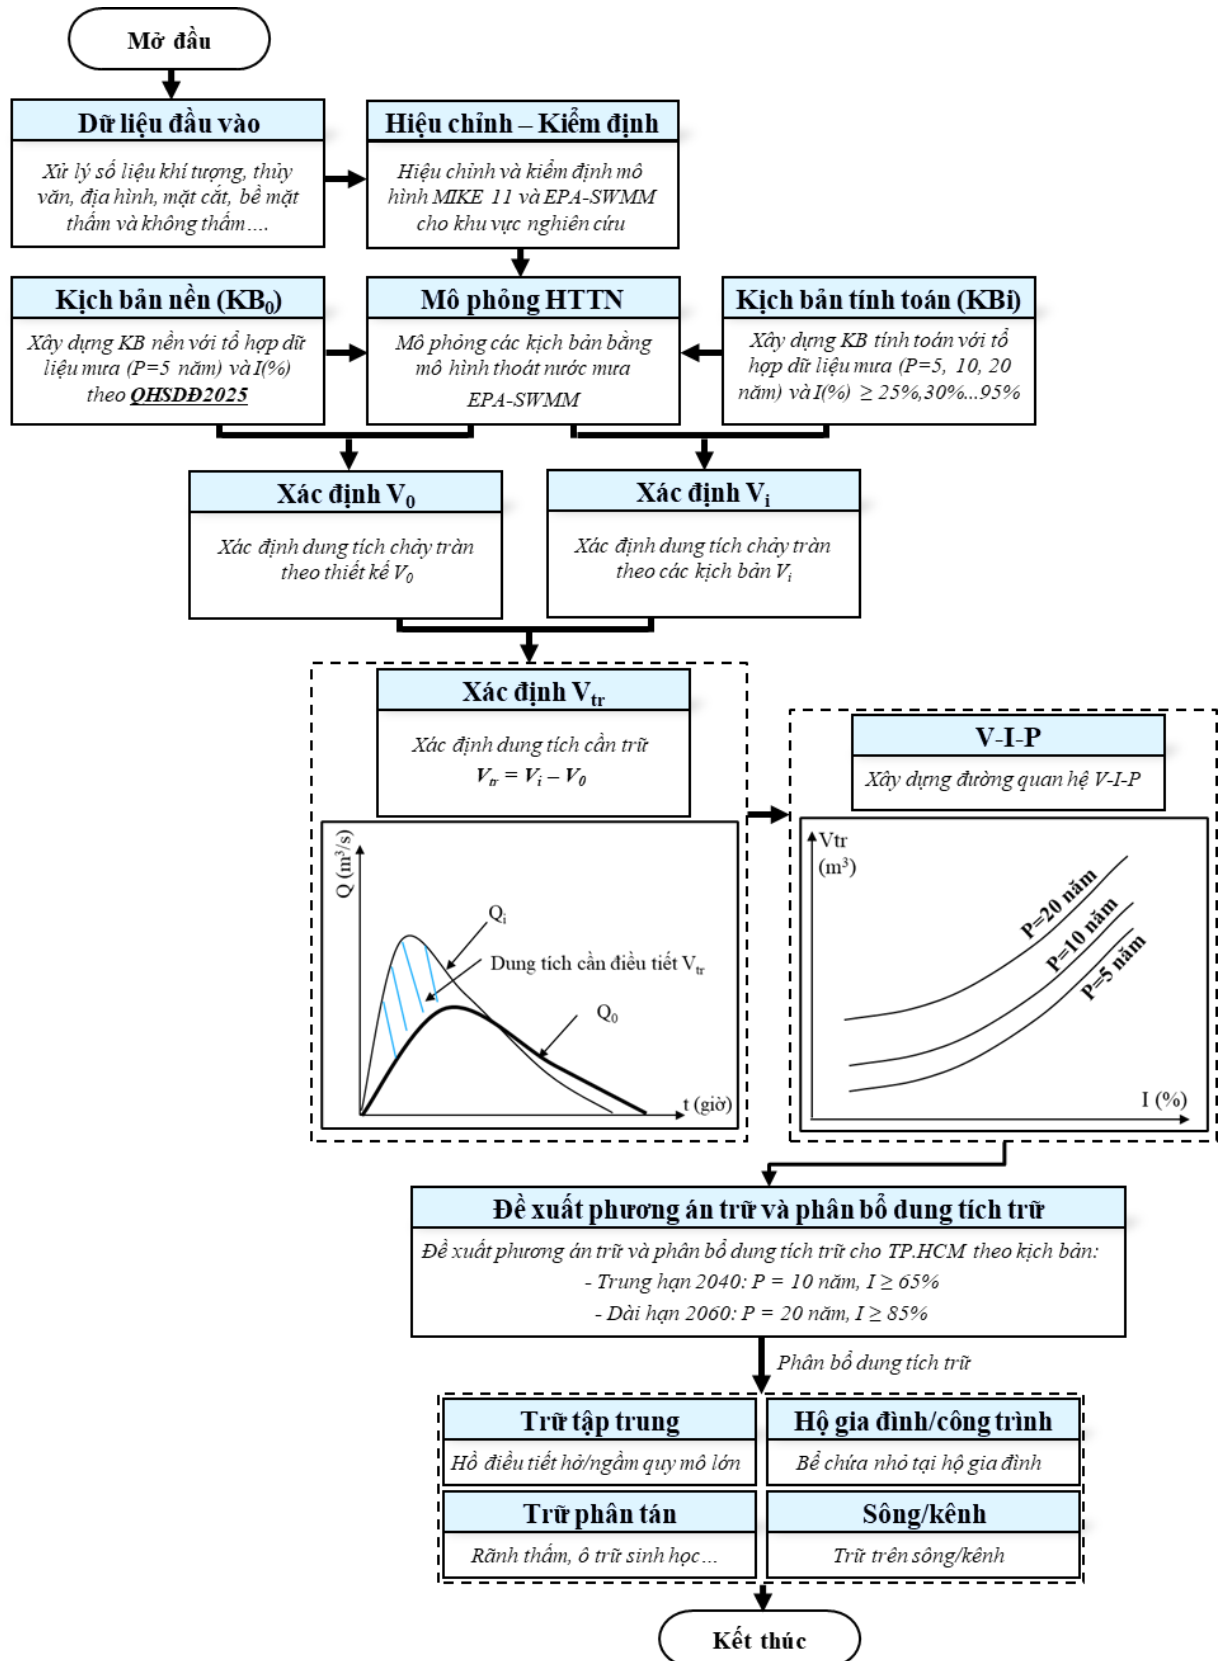 Mở đầu
Dữ liệu đầu vào
Xử lý số liệu khí tượng, thủy
văn, địa hình, mặt cắt, bề mặt
thấm và không thấm….
Hiệu chỉnh – Kiểm định
Hiệu chỉnh và kiểm định mô
hình MIKE 11 và EPA-SWMM
cho khu vực nghiên cứu
Kịch bản nền (KB₀)
Xây dựng KB nền với tổ hợp dữ
liệu mưa (P=5 năm) và I(%)
theo QHSDĐ2025
Mô phỏng HTTN
Mô phỏng các kịch bản bằng
mô hình thoát nước mưa
EPA-SWMM
Kịch bản tính toán (KBi)
Xây dựng KB tính toán với tổ
hợp dữ liệu mưa (P=5, 10, 20
năm) và I(%) ≥ 25%,30%...95%
Xác định V₀
Xác định dung tích chảy tràn
theo thiết kế V₀
Xác định Vᵢ
Xác định dung tích chảy tràn
theo các kịch bản Vᵢ
Xác định Vtr
Xác định dung tích cần trữ
Vtr = Vᵢ – V₀
Q (m³/s)
Qᵢ
Dung tích cần điều tiết Vtr
Q₀
t (giờ)
V-I-P
Xây dựng đường quan hệ V-I-P
Vtr
(m³)
P=20 năm
P=10 năm
P=5 năm
I (%)
Đề xuất phương án trữ và phân bổ dung tích trữ
Đề xuất phương án trữ và phân bổ dung tích trữ cho TP.HCM theo kịch bản:
- Trung hạn 2040: P = 10 năm, I ≥ 65%
- Dài hạn 2060: P = 20 năm, I ≥ 85%
Phân bổ dung tích trữ
Trữ tập trung
Hồ điều tiết hở/ngầm quy mô lớn
Hộ gia đình/công trình
Bể chứa nhỏ tại hộ gia đình
Trữ phân tán
Rãnh thấm, ô trữ sinh học…
Sông/kênh
Trữ trên sông/kênh
Kết thúc